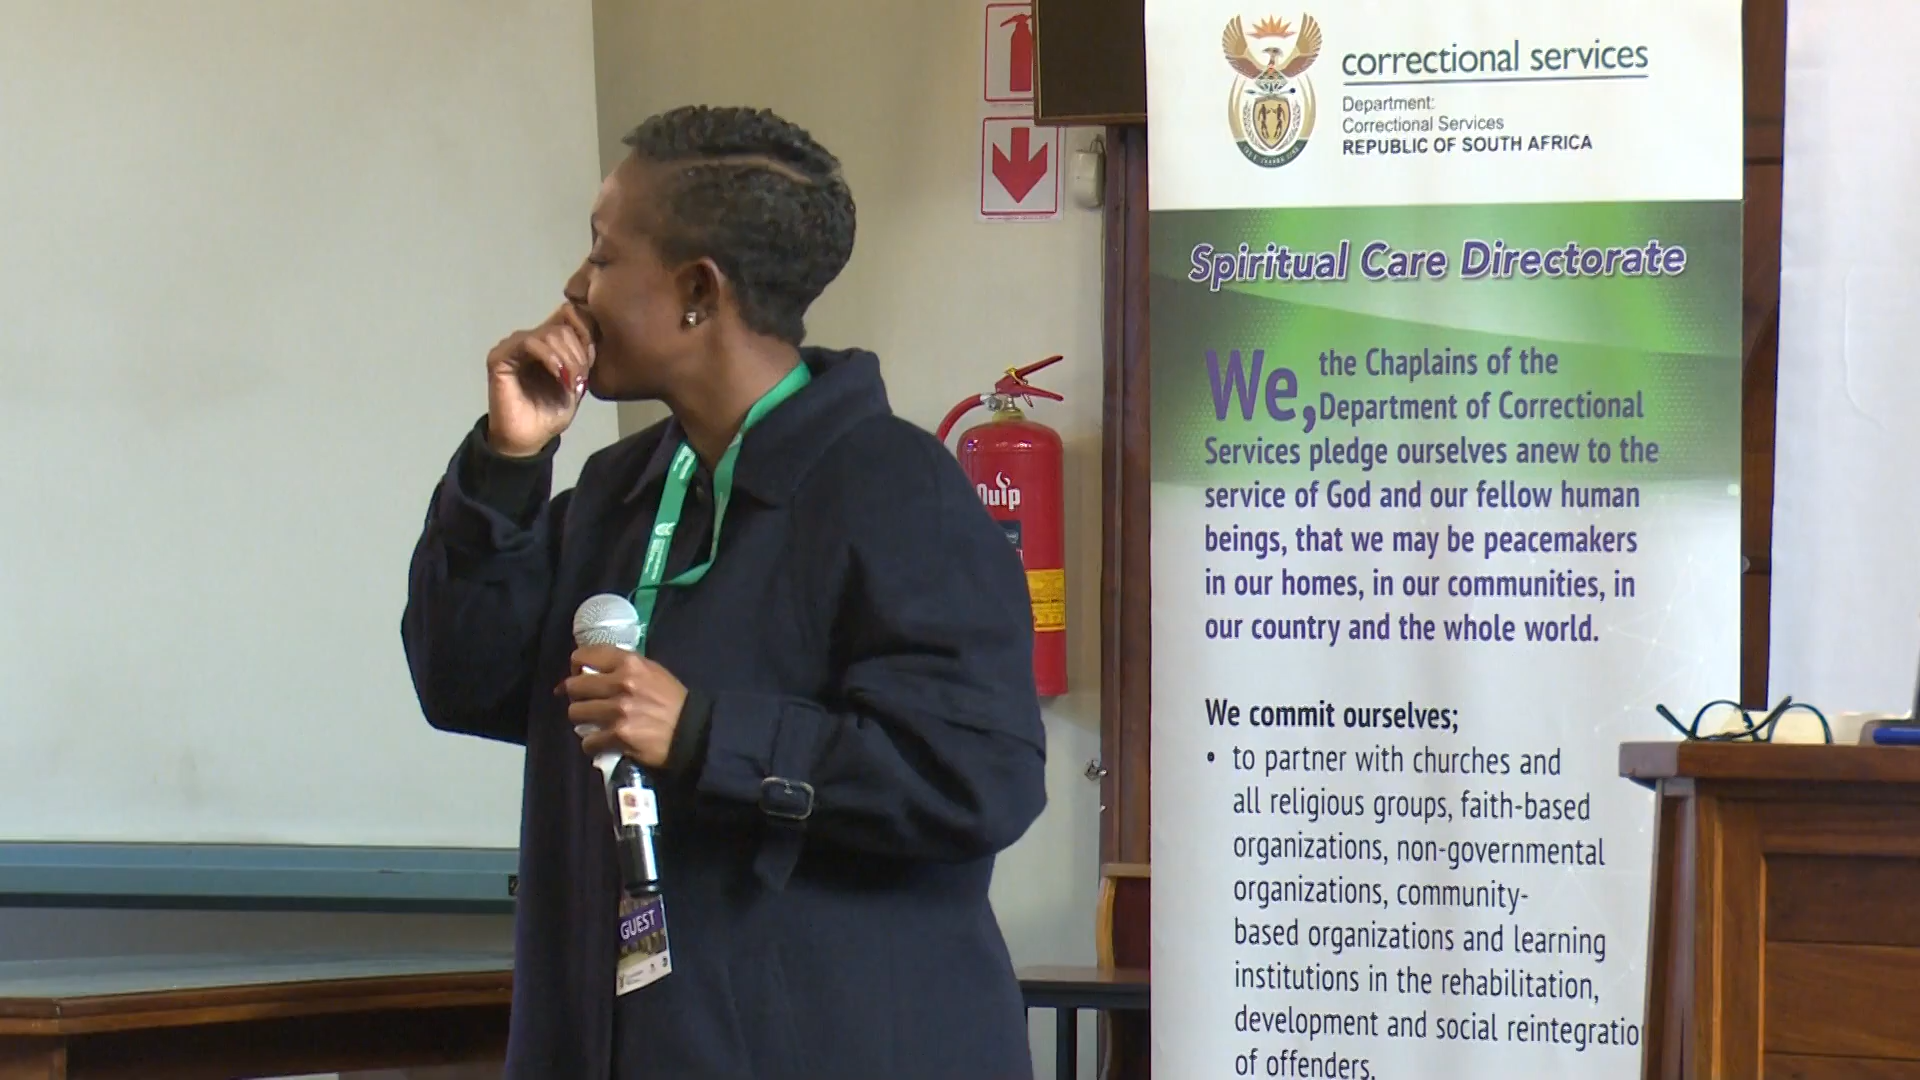 correctional services
Department:
Correctional Services
REPUBLIC OF SOUTH AFRICA
Spiritual Care Directorate
We, the Chaplains of the
Department of Correctional
Services pledge ourselves anew to the
service of God and our fellow human
beings, that we may be peacemakers
in our homes, in our communities, in
our country and the whole world.
We commit ourselves;
• to partner with churches and
all religious groups, faith-based
organizations, non-governmental
organizations, community-
based organizations and learning
institutions in the rehabilitation,
development and social reintegratio
of offenders.
Quip
GUEST